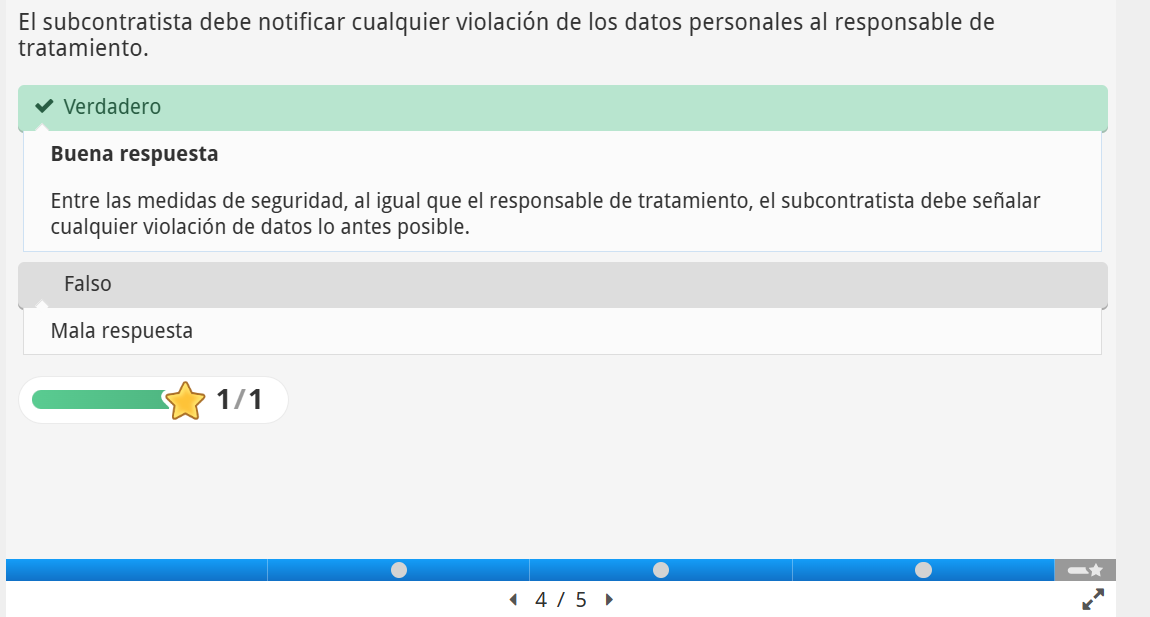 El subcontratista debe notificar cualquier violación de los datos personales al responsable de
tratamiento.
Verdadero
Buena respuesta
Entre las medidas de seguridad, al igual que el responsable de tratamiento, el subcontratista debe señalar
cualquier violación de datos lo antes posible.
Falso
Mala respuesta
1/1
4 / 5